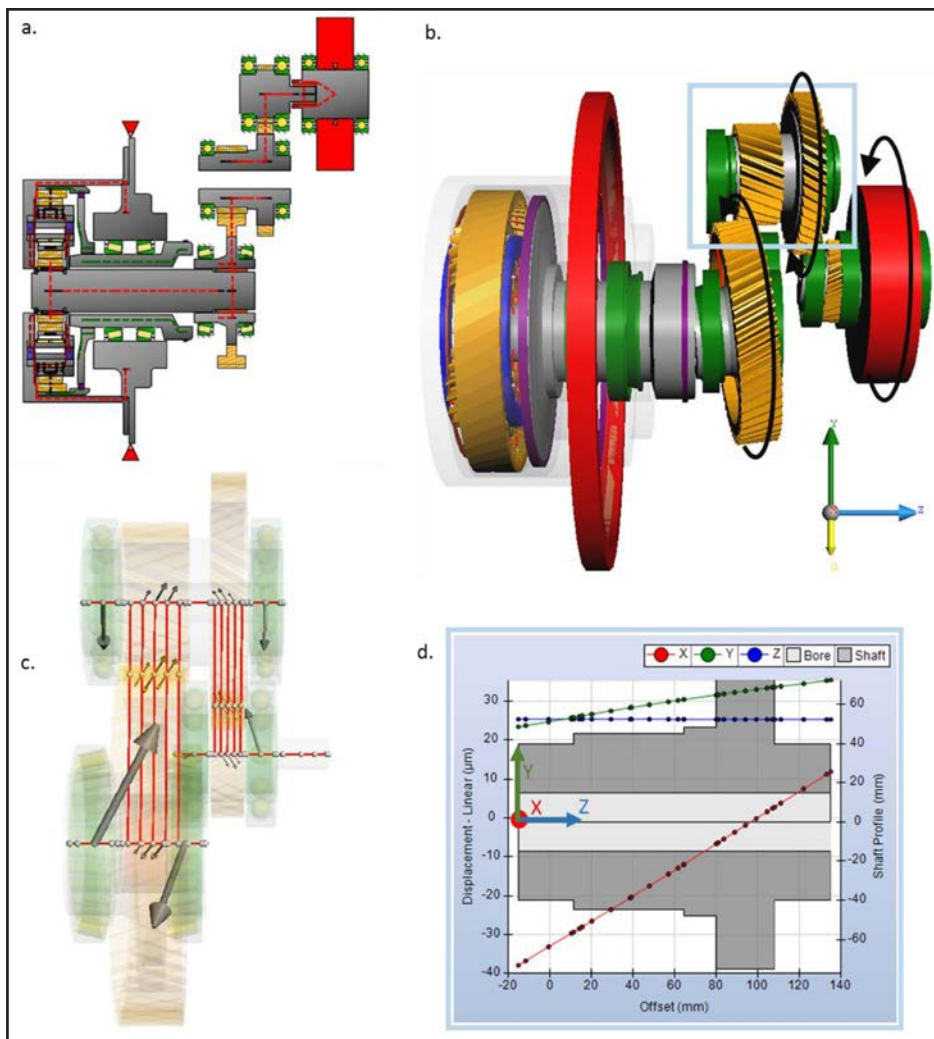 a.
b.
c.
d.
X Y Z Bore Shaft
Displacement - Linear (µm)
30
20
10
0
-10
-20
-30
-40
60
40
20
0
-20
-40
-60
Shaft Profile (mm)
Y
X
Z
-20 0 20 40 60 80 100 120 140
Offset (mm)